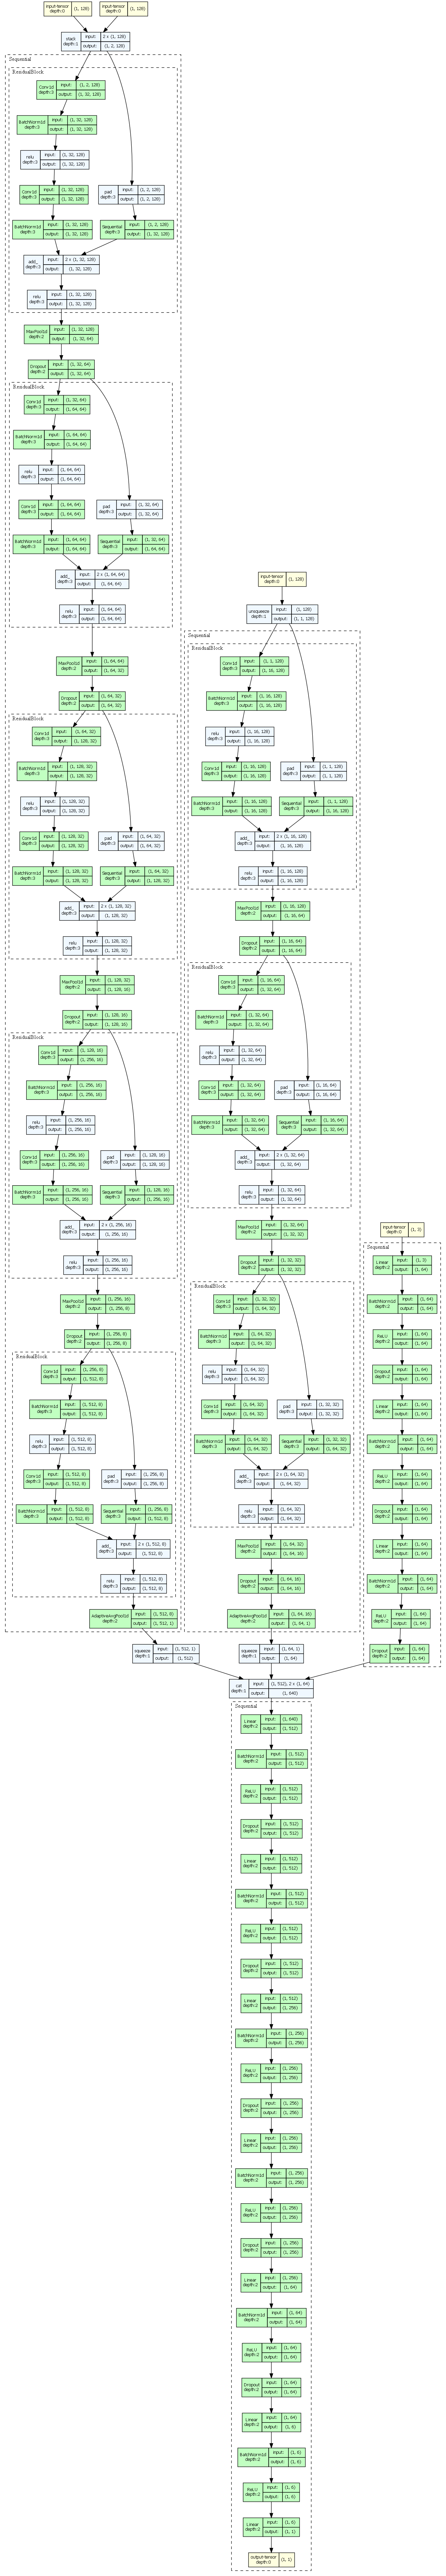 input-tensor
depth:0 (1, 128)
input-tensor
depth:0 (1, 128)
stack input: 2 x (1, 128)
depth:1 output: (1, 2, 128)
Sequential
ResidualBlock
Conv1d input: (1, 2, 128)
depth:3 output: (1, 32, 128)
BatchNorm1d input: (1, 32, 128)
depth:3 output: (1, 32, 128)
relu input: (1, 32, 128)
depth:3 output: (1, 32, 128)
Conv1d input: (1, 32, 128)
depth:3 output: (1, 32, 128)
pad input: (1, 2, 128)
depth:3 output: (1, 2, 128)
BatchNorm1d input: (1, 32, 128)
depth:3 output: (1, 32, 128)
Sequential input: (1, 2, 128)
depth:3 output: (1, 32, 128)
add_ input: 2 x (1, 32, 128)
depth:3 output: (1, 32, 128)
relu input: (1, 32, 128)
depth:3 output: (1, 32, 128)
MaxPool1d input: (1, 32, 128)
depth:2 output: (1, 32, 64)
Dropout input: (1, 32, 64)
depth:2 output: (1, 32, 64)
ResidualBlock
Conv1d input: (1, 32, 64)
depth:3 output: (1, 64, 64)
BatchNorm1d input: (1, 64, 64)
depth:3 output: (1, 64, 64)
relu input: (1, 64, 64)
depth:3 output: (1, 64, 64)
Conv1d input: (1, 64, 64)
depth:3 output: (1, 64, 64)
pad input: (1, 32, 64)
depth:3 output: (1, 32, 64)
BatchNorm1d input: (1, 64, 64)
depth:3 output: (1, 64, 64)
Sequential input: (1, 32, 64)
depth:3 output: (1, 64, 64)
add_ input: 2 x (1, 64, 64)
depth:3 output: (1, 64, 64)
relu input: (1, 64, 64)
depth:3 output: (1, 64, 64)
MaxPool1d input: (1, 64, 64)
depth:2 output: (1, 64, 32)
Dropout input: (1, 64, 32)
depth:2 output: (1, 64, 32)
ResidualBlock
Conv1d input: (1, 64, 32)
depth:3 output: (1, 128, 32)
BatchNorm1d input: (1, 128, 32)
depth:3 output: (1, 128, 32)
relu input: (1, 128, 32)
depth:3 output: (1, 128, 32)
Conv1d input: (1, 128, 32)
depth:3 output: (1, 128, 32)
pad input: (1, 64, 32)
depth:3 output: (1, 64, 32)
BatchNorm1d input: (1, 128, 32)
depth:3 output: (1, 128, 32)
Sequential input: (1, 64, 32)
depth:3 output: (1, 128, 32)
add_ input: 2 x (1, 128, 32)
depth:3 output: (1, 128, 32)
relu input: (1, 128, 32)
depth:3 output: (1, 128, 32)
MaxPool1d input: (1, 128, 32)
depth:2 output: (1, 128, 16)
Dropout input: (1, 128, 16)
depth:2 output: (1, 128, 16)
ResidualBlock
Conv1d input: (1, 128, 16)
depth:3 output: (1, 256, 16)
BatchNorm1d input: (1, 256, 16)
depth:3 output: (1, 256, 16)
relu input: (1, 256, 16)
depth:3 output: (1, 256, 16)
Conv1d input: (1, 256, 16)
depth:3 output: (1, 256, 16)
pad input: (1, 128, 16)
depth:3 output: (1, 128, 16)
BatchNorm1d input: (1, 256, 16)
depth:3 output: (1, 256, 16)
Sequential input: (1, 128, 16)
depth:3 output: (1, 256, 16)
add_ input: 2 x (1, 256, 16)
depth:3 output: (1, 256, 16)
relu input: (1, 256, 16)
depth:3 output: (1, 256, 16)
MaxPool1d input: (1, 256, 16)
depth:2 output: (1, 256, 8)
Dropout input: (1, 256, 8)
depth:2 output: (1, 256, 8)
ResidualBlock
Conv1d input: (1, 256, 8)
depth:3 output: (1, 512, 8)
BatchNorm1d input: (1, 512, 8)
depth:3 output: (1, 512, 8)
relu input: (1, 512, 8)
depth:3 output: (1, 512, 8)
Conv1d input: (1, 512, 8)
depth:3 output: (1, 512, 8)
pad input: (1, 256, 8)
depth:3 output: (1, 256, 8)
BatchNorm1d input: (1, 512, 8)
depth:3 output: (1, 512, 8)
Sequential input: (1, 256, 8)
depth:3 output: (1, 512, 8)
add_ input: 2 x (1, 512, 8)
depth:3 output: (1, 512, 8)
relu input: (1, 512, 8)
depth:3 output: (1, 512, 8)
AdaptiveAvgPool1d input: (1, 512, 8)
depth:2 output: (1, 512, 1)
squeeze input: (1, 512, 1)
depth:1 output: (1, 512)
input-tensor
depth:0 (1, 128)
unsqueeze input: (1, 128)
depth:1 output: (1, 1, 128)
Sequential
ResidualBlock
Conv1d input: (1, 1, 128)
depth:3 output: (1, 16, 128)
BatchNorm1d input: (1, 16, 128)
depth:3 output: (1, 16, 128)
relu input: (1, 16, 128)
depth:3 output: (1, 16, 128)
Conv1d input: (1, 16, 128)
depth:3 output: (1, 16, 128)
pad input: (1, 1, 128)
depth:3 output: (1, 1, 128)
BatchNorm1d input: (1, 16, 128)
depth:3 output: (1, 16, 128)
Sequential input: (1, 1, 128)
depth:3 output: (1, 16, 128)
add_ input: 2 x (1, 16, 128)
depth:3 output: (1, 16, 128)
relu input: (1, 16, 128)
depth:3 output: (1, 16, 128)
MaxPool1d input: (1, 16, 128)
depth:2 output: (1, 16, 64)
Dropout input: (1, 16, 64)
depth:2 output: (1, 16, 64)
ResidualBlock
Conv1d input: (1, 16, 64)
depth:3 output: (1, 32, 64)
BatchNorm1d input: (1, 32, 64)
depth:3 output: (1, 32, 64)
relu input: (1, 32, 64)
depth:3 output: (1, 32, 64)
Conv1d input: (1, 32, 64)
depth:3 output: (1, 32, 64)
pad input: (1, 16, 64)
depth:3 output: (1, 16, 64)
BatchNorm1d input: (1, 32, 64)
depth:3 output: (1, 32, 64)
Sequential input: (1, 16, 64)
depth:3 output: (1, 32, 64)
add_ input: 2 x (1, 32, 64)
depth:3 output: (1, 32, 64)
relu input: (1, 32, 64)
depth:3 output: (1, 32, 64)
MaxPool1d input: (1, 32, 64)
depth:2 output: (1, 32, 32)
Dropout input: (1, 32, 32)
depth:2 output: (1, 32, 32)
ResidualBlock
Conv1d input: (1, 32, 32)
depth:3 output: (1, 64, 32)
BatchNorm1d input: (1, 64, 32)
depth:3 output: (1, 64, 32)
relu input: (1, 64, 32)
depth:3 output: (1, 64, 32)
Conv1d input: (1, 64, 32)
depth:3 output: (1, 64, 32)
pad input: (1, 32, 32)
depth:3 output: (1, 32, 32)
BatchNorm1d input: (1, 64, 32)
depth:3 output: (1, 64, 32)
Sequential input: (1, 32, 32)
depth:3 output: (1, 64, 32)
add_ input: 2 x (1, 64, 32)
depth:3 output: (1, 64, 32)
relu input: (1, 64, 32)
depth:3 output: (1, 64, 32)
MaxPool1d input: (1, 64, 32)
depth:2 output: (1, 64, 16)
Dropout input: (1, 64, 16)
depth:2 output: (1, 64, 16)
AdaptiveAvgPool1d input: (1, 64, 16)
depth:2 output: (1, 64, 1)
squeeze input: (1, 64, 1)
depth:1 output: (1, 64)
input-tensor
depth:0 (1, 3)
Sequential
Linear input: (1, 3)
depth:2 output: (1, 64)
BatchNorm1d input: (1, 64)
depth:2 output: (1, 64)
ReLU input: (1, 64)
depth:2 output: (1, 64)
Dropout input: (1, 64)
depth:2 output: (1, 64)
Linear input: (1, 64)
depth:2 output: (1, 64)
BatchNorm1d input: (1, 64)
depth:2 output: (1, 64)
ReLU input: (1, 64)
depth:2 output: (1, 64)
Dropout input: (1, 64)
depth:2 output: (1, 64)
Linear input: (1, 64)
depth:2 output: (1, 64)
BatchNorm1d input: (1, 64)
depth:2 output: (1, 64)
ReLU input: (1, 64)
depth:2 output: (1, 64)
Dropout input: (1, 64)
depth:2 output: (1, 64)
cat input: (1, 512), 2 x (1, 64)
depth:1 output: (1, 640)
Sequential
Linear input: (1, 640)
depth:2 output: (1, 512)
BatchNorm1d input: (1, 512)
depth:2 output: (1, 512)
ReLU input: (1, 512)
depth:2 output: (1, 512)
Dropout input: (1, 512)
depth:2 output: (1, 512)
Linear input: (1, 512)
depth:2 output: (1, 512)
BatchNorm1d input: (1, 512)
depth:2 output: (1, 512)
ReLU input: (1, 512)
depth:2 output: (1, 512)
Dropout input: (1, 512)
depth:2 output: (1, 512)
Linear input: (1, 512)
depth:2 output: (1, 256)
BatchNorm1d input: (1, 256)
depth:2 output: (1, 256)
ReLU input: (1, 256)
depth:2 output: (1, 256)
Dropout input: (1, 256)
depth:2 output: (1, 256)
Linear input: (1, 256)
depth:2 output: (1, 256)
BatchNorm1d input: (1, 256)
depth:2 output: (1, 256)
ReLU input: (1, 256)
depth:2 output: (1, 256)
Dropout input: (1, 256)
depth:2 output: (1, 256)
Linear input: (1, 256)
depth:2 output: (1, 64)
BatchNorm1d input: (1, 64)
depth:2 output: (1, 64)
ReLU input: (1, 64)
depth:2 output: (1, 64)
Dropout input: (1, 64)
depth:2 output: (1, 64)
Linear input: (1, 64)
depth:2 output: (1, 6)
BatchNorm1d input: (1, 6)
depth:2 output: (1, 6)
ReLU input: (1, 6)
depth:2 output: (1, 6)
Linear input: (1, 6)
depth:2 output: (1, 1)
output-tensor
depth:0 (1, 1)